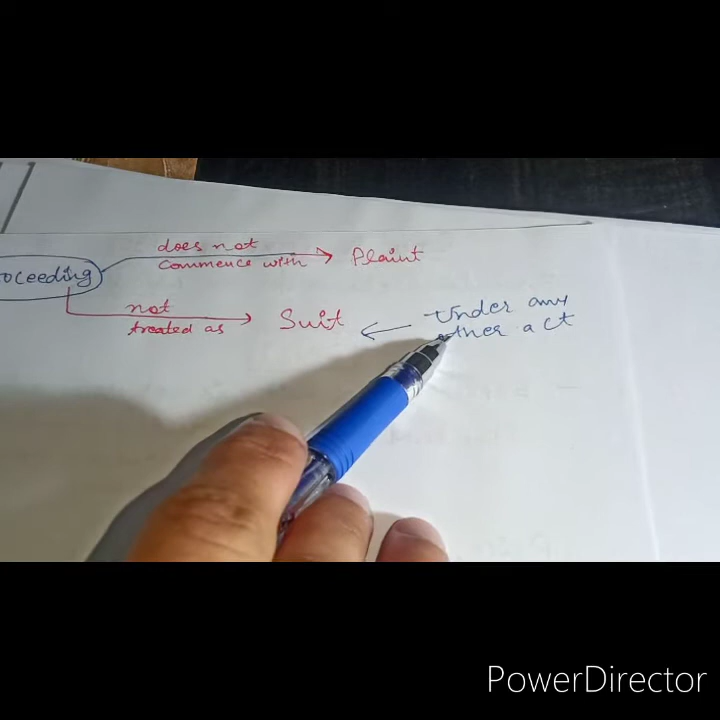 does not
commence with Plaint
oceeding
not
treated as Suit
Under any
other act
PowerDirector